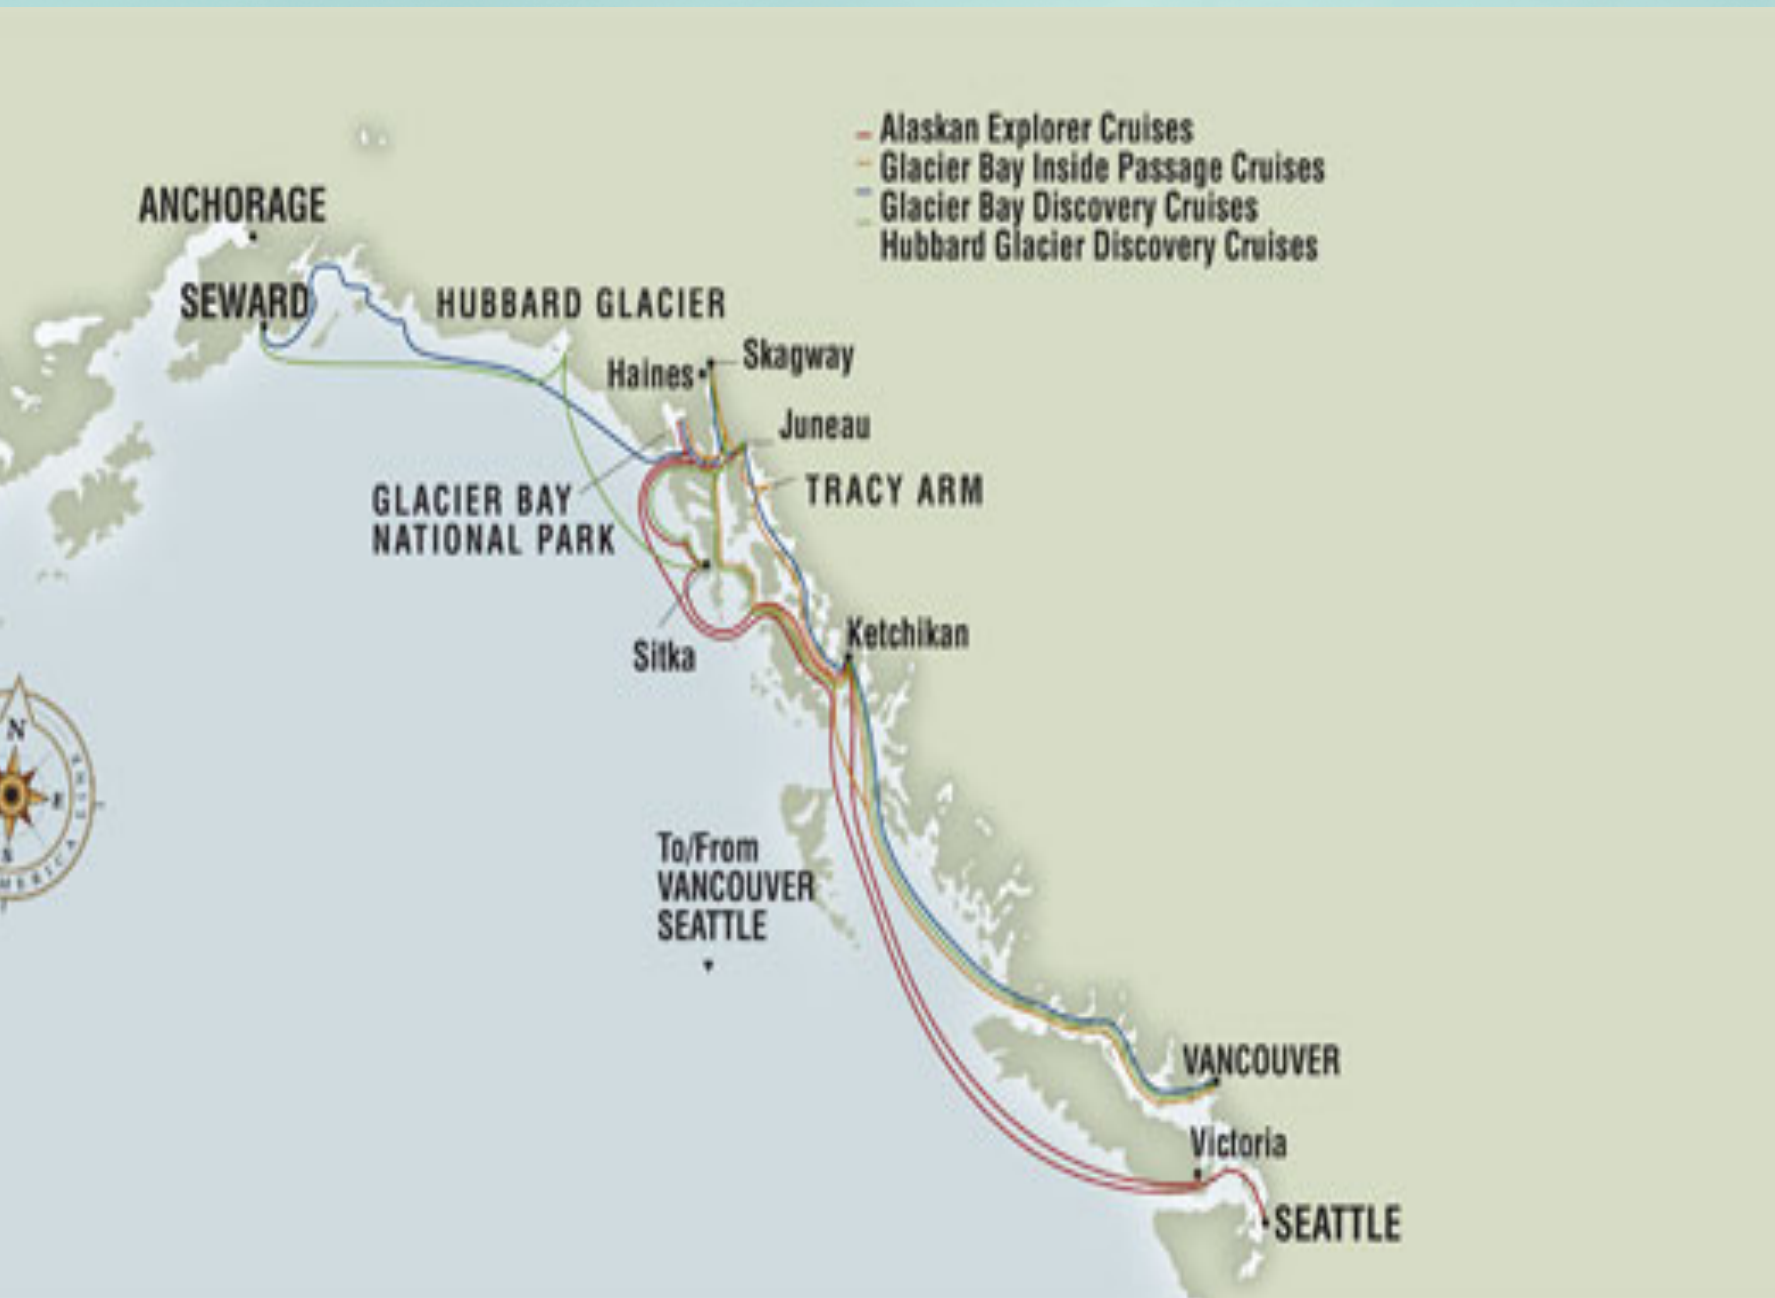 Alaskan Explorer Cruises
Glacier Bay Inside Passage Cruises
Glacier Bay Discovery Cruises
Hubbard Glacier Discovery Cruises
ANCHORAGE
SEWARD
HUBBARD GLACIER
Haines
Skagway
Juneau
GLACIER BAY
NATIONAL PARK
TRACY ARM
Sitka
Ketchikan
N
E
S
To/From
VANCOUVER
SEATTLE
VANCOUVER
Victoria
SEATTLE